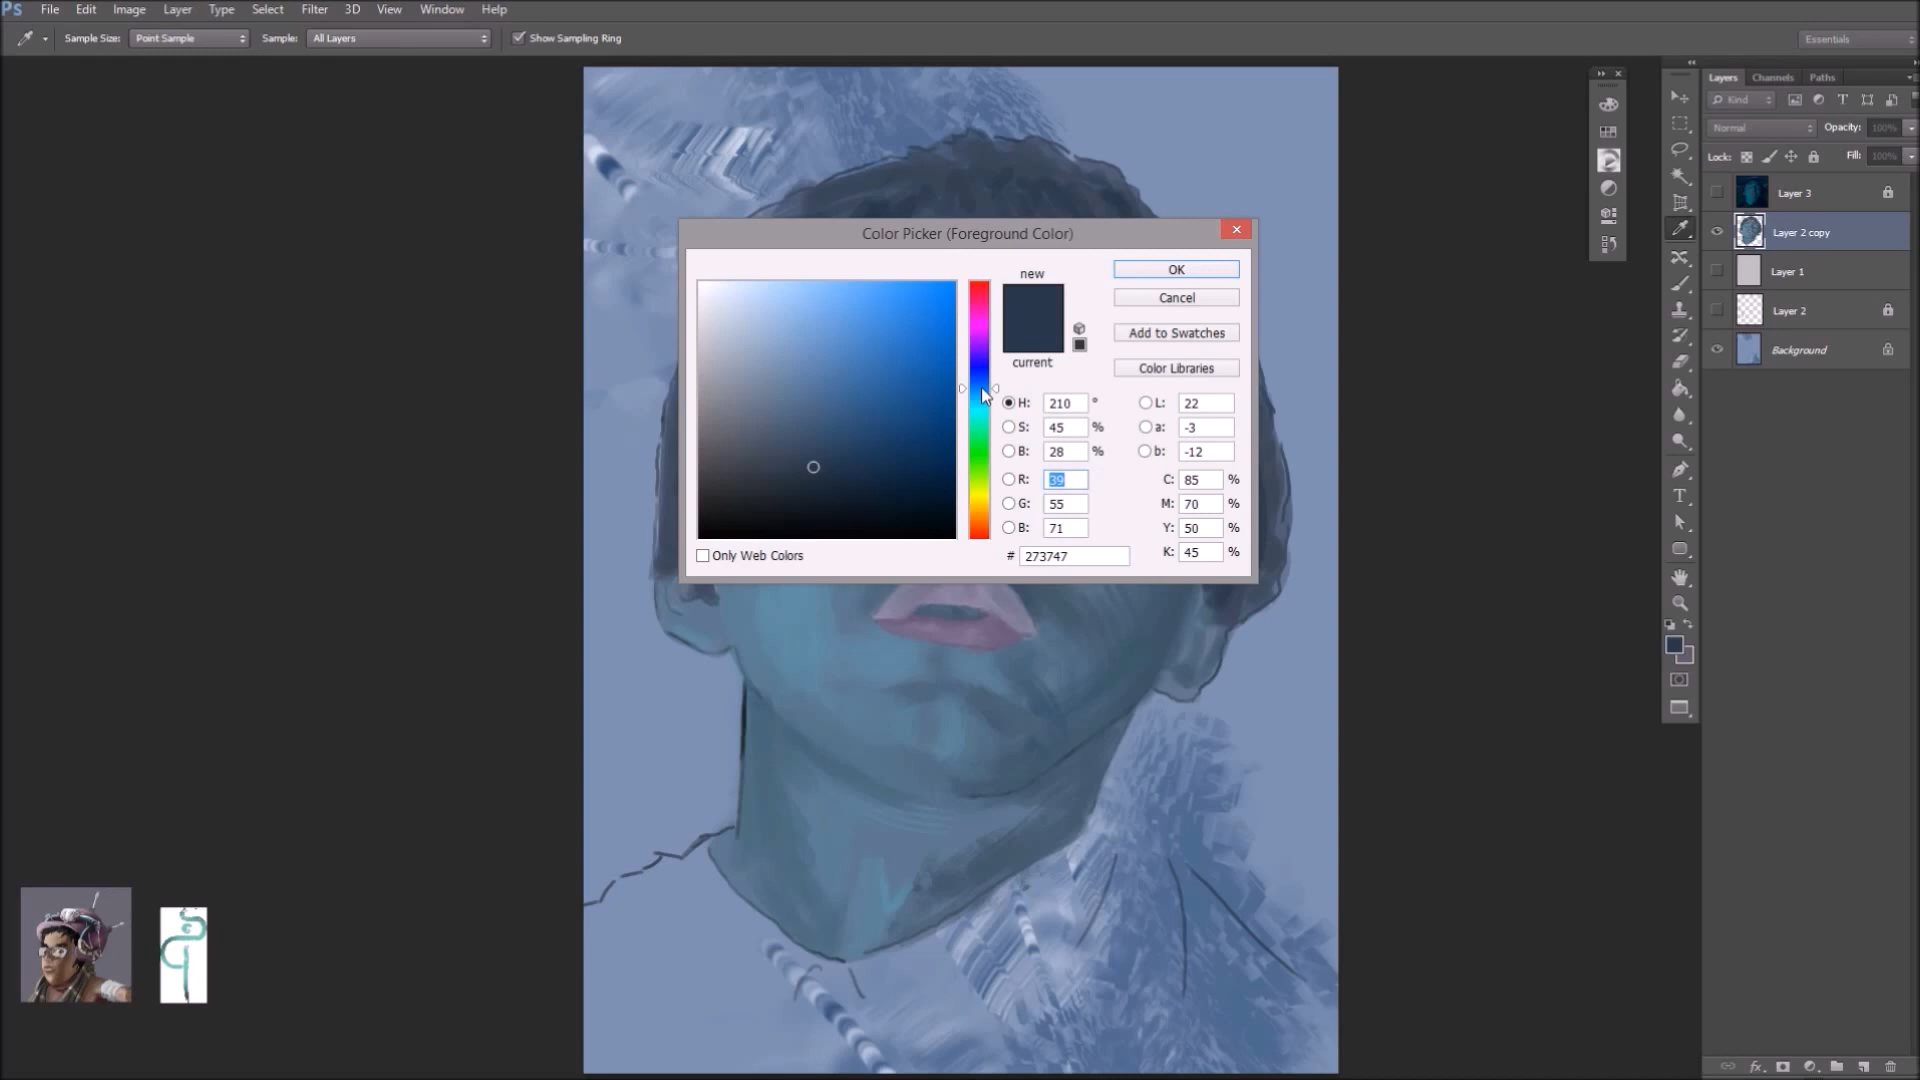 Ps File Edit Image Layer Type Select Filter 3D View Window Help
Sample Size: Point Sample Sample: All Layers Show Sampling Ring Essentials
Layers Channels Paths
Kind
Normal Opacity: 100%
Lock: Fill: 100%
Layer 3
Layer 2 copy
Layer 1
Layer 2
Background
Color Picker (Foreground Color)
new
current
OK
Cancel
Add to Swatches
Color Libraries
H: 210 ° L: 22
S: 45 % a: -3
B: 28 % b: -12
R: 39 C: 85 %
G: 55 M: 70 %
B: 71 Y: 50 %
# 273747 K: 45 %
Only Web Colors
T
fx